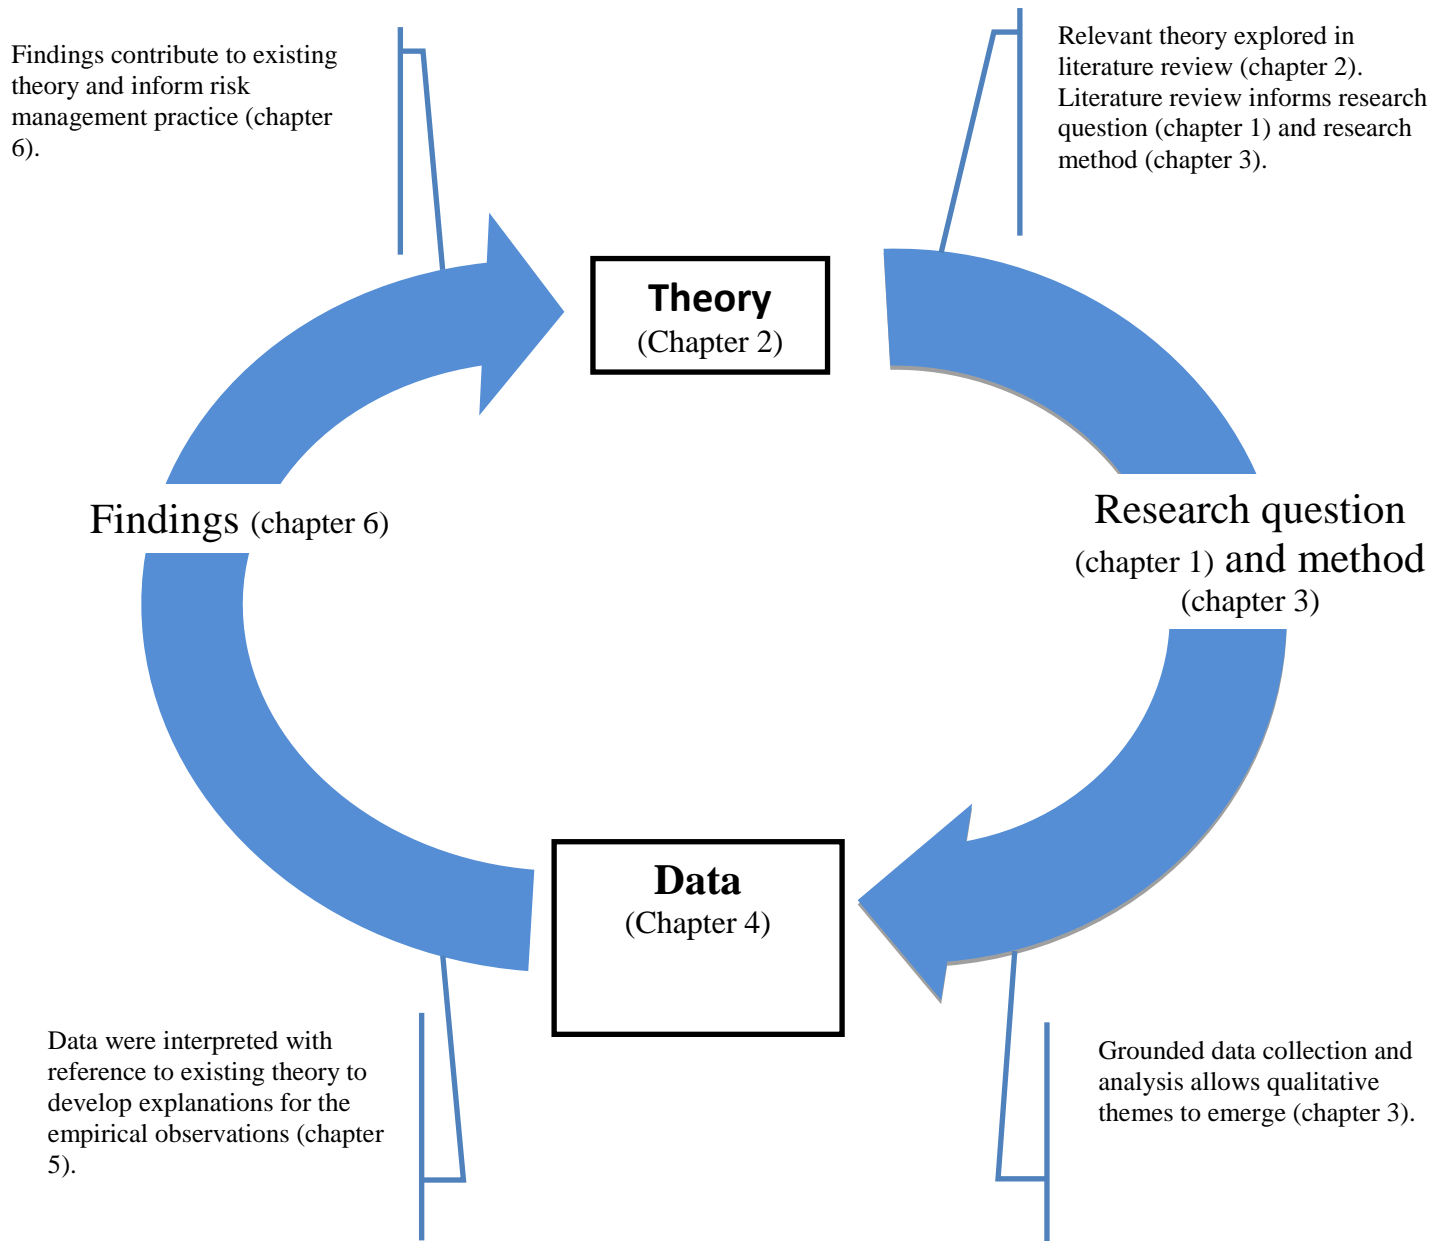 Findings contribute to existing
theory and inform risk
management practice (chapter
6).
Relevant theory explored in
literature review (chapter 2).
Literature review informs research
question (chapter 1) and research
method (chapter 3).
Theory
(Chapter 2)
Findings (chapter 6)
Research question
(chapter 1) and method
(chapter 3)
Data
(Chapter 4)
Data were interpreted with
reference to existing theory to
develop explanations for the
empirical observations (chapter
5).
Grounded data collection and
analysis allows qualitative
themes to emerge (chapter 3).